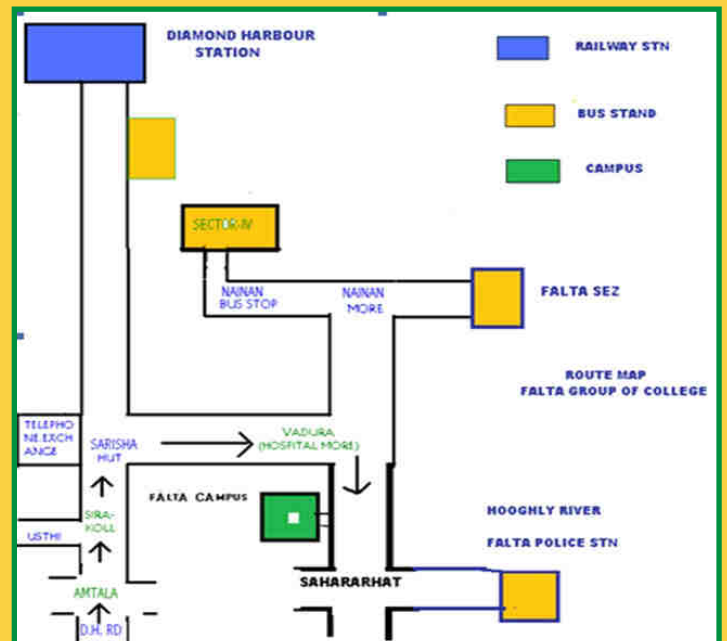 DIAMOND HARBOUR
STATION
RAILWAY STN
BUS STAND
CAMPUS
SECTOR-IV
NAINAN
BUS STOP
NAINAN
MORE
FALTA SEZ
ROUTE MAP
FALTA GROUP OF COLLEGE
TELEPHO
NE.EXCH
ANGE
SARISHA
HUT
VADURA
(HOSPITAL MORE)
FALTA CAMPUS
SIRA-
KOLL
USTHI
HOOGHLY RIVER
FALTA POLICE STN
SAHARARHAT
AMTALA
D.H. RD